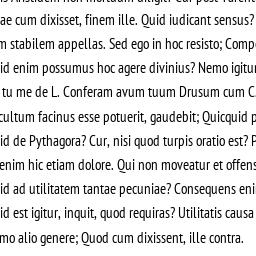 ae cum dixisset, finem ille. Quid iudicant sensus?
m stabilem appellas. Sed ego in hoc resisto;
id enim possumus hoc agere divinius? Nemo igitur
tu me de L. Conferam avum tuum Drusum cum C.
cultum facinus esse potuerit, gaudebit; Quicquid
id de Pythagora? Cur, nisi quod turpis oratio est?
enim hic etiam dolore. Qui non moveatur et
id ad utilitatem tantae pecuniae? Consequens
id est igitur, inquit, quod requiras? Utilitatis causa
mo alio genere; Quod cum dixissent, ille contra.